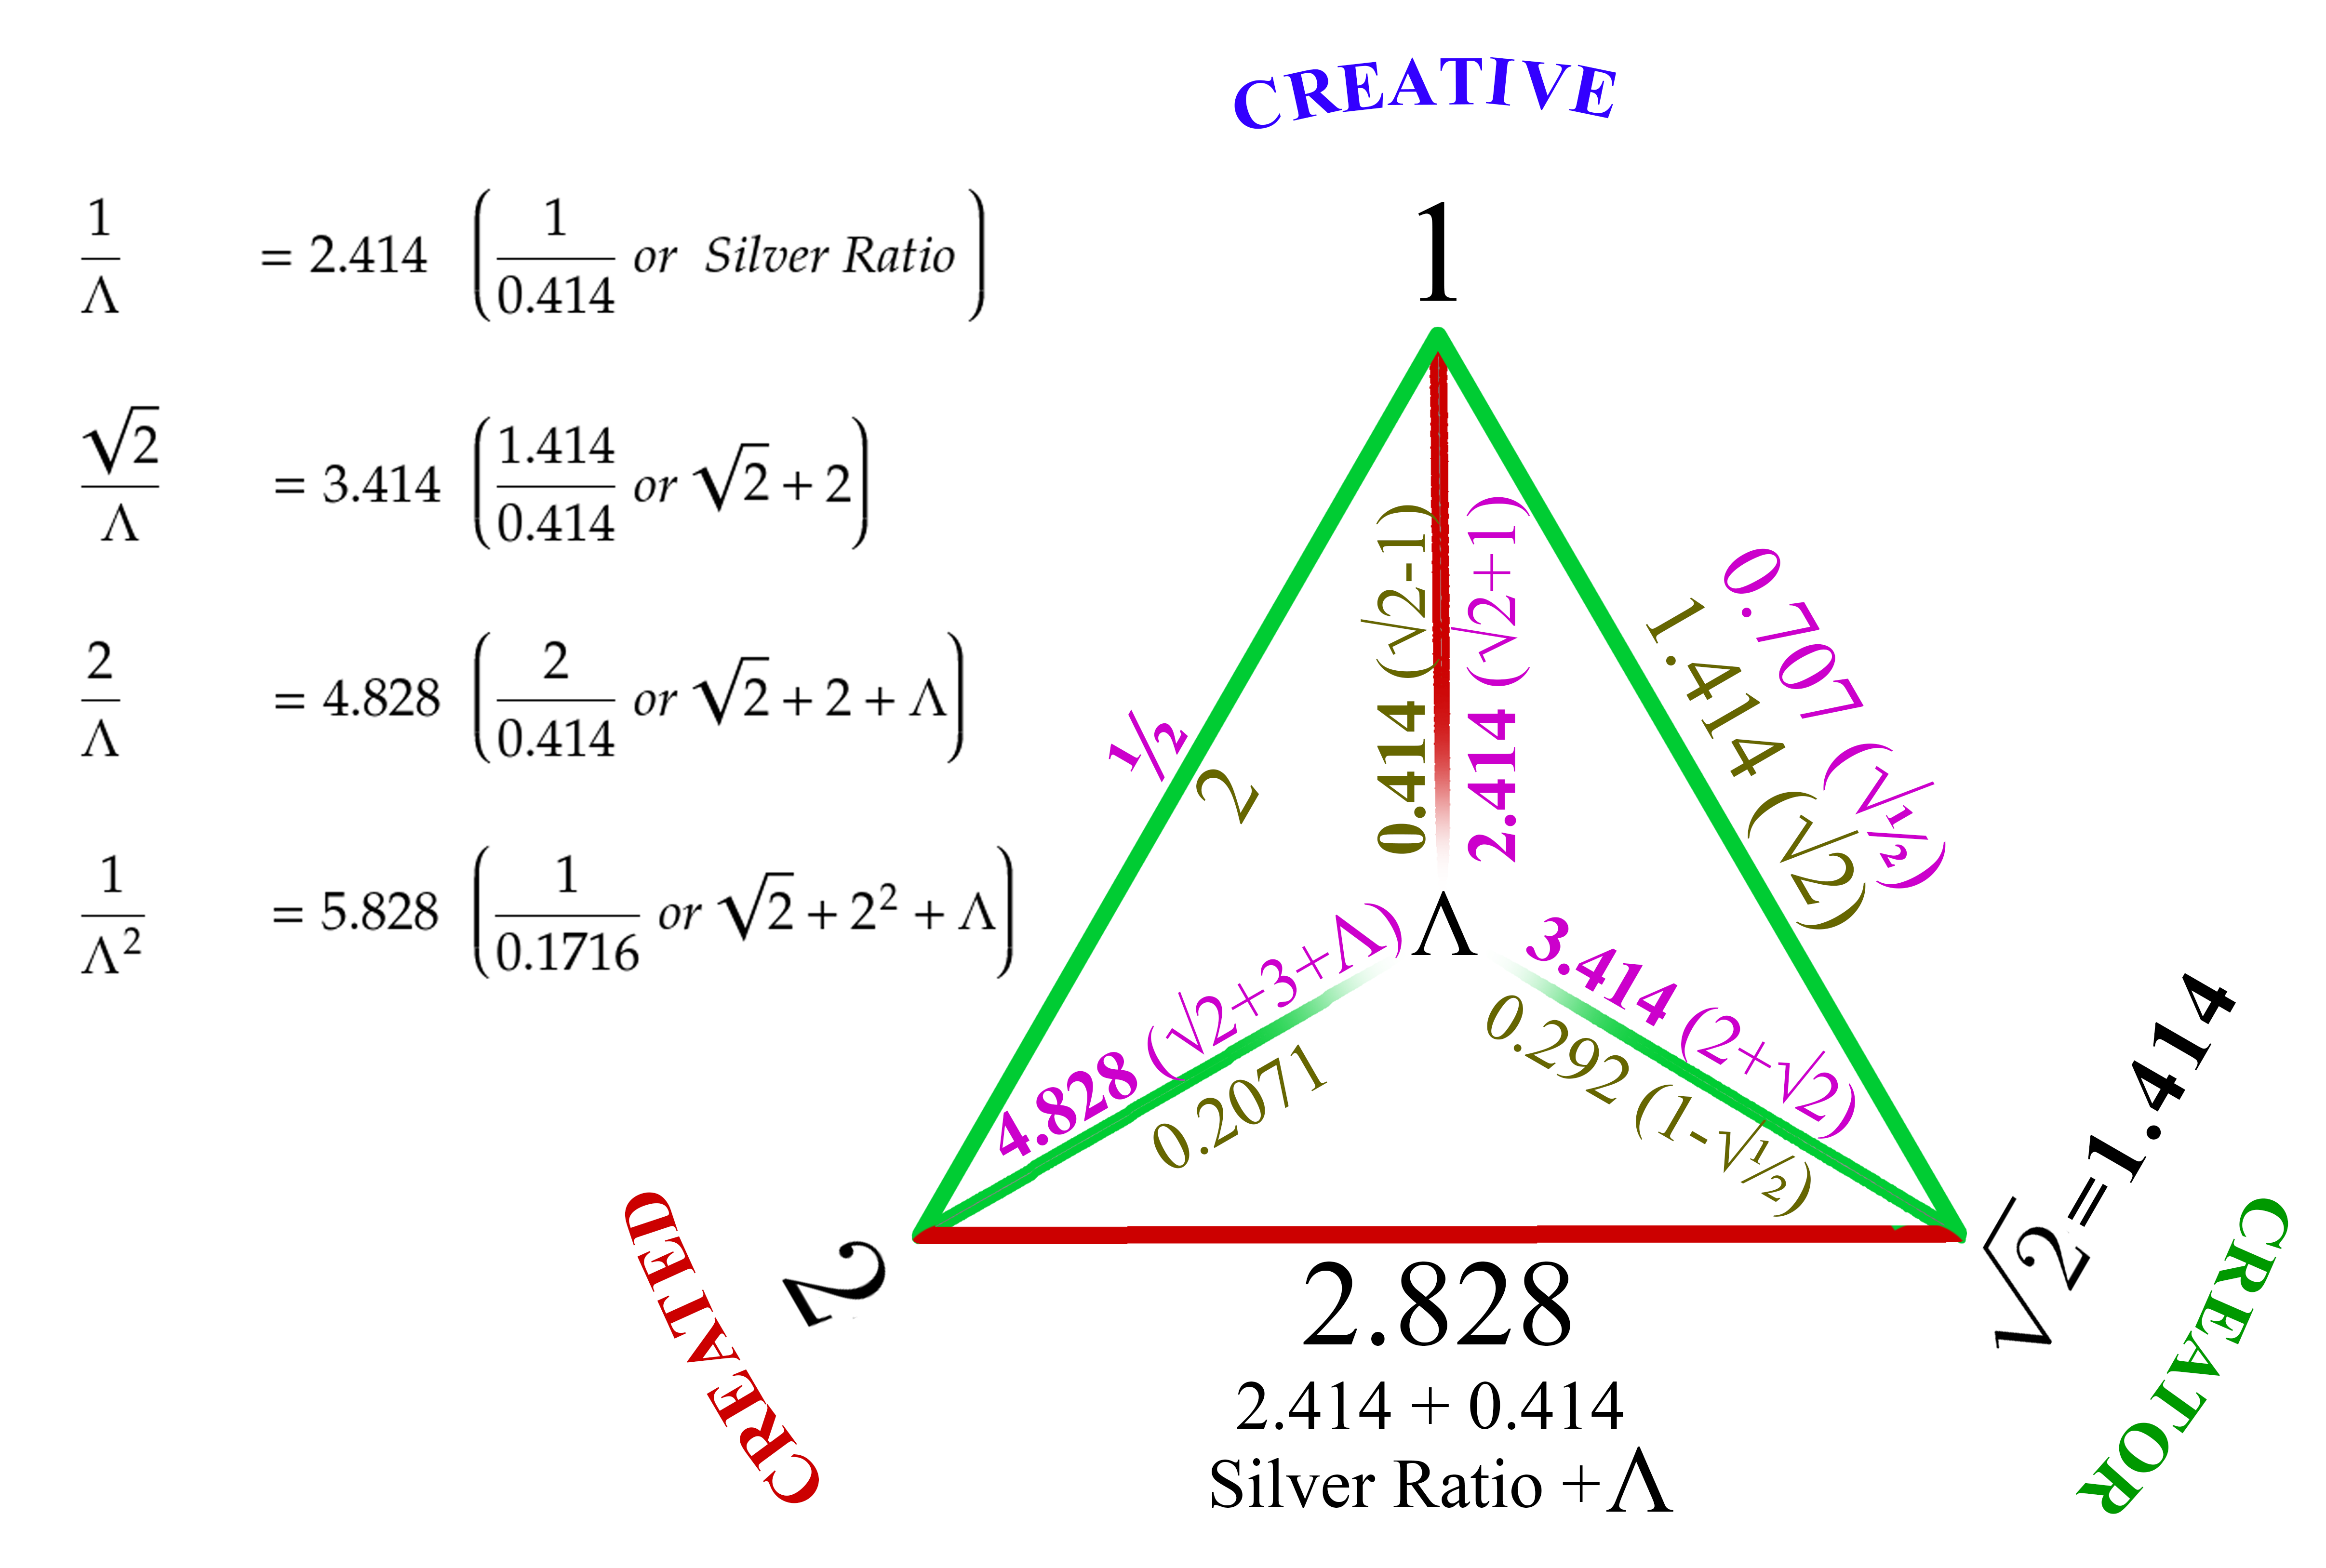 CREATIVE
1
1/Λ = 2.414 (1/0.414 or Silver Ratio)
√2/Λ = 3.414 (1.414/0.414 or √2 + 2)
2/Λ = 4.828 (2/0.414 or √2 + 2 + Λ)
1/Λ² = 5.828 (1/0.1716 or √2 + 2² + Λ)
½
2
0.414 (√2-1)
2.414 (√2+1)
0.707 (√½)
1.414 (√2)
Λ
4.828 (√2+3+Λ)
0.2071
3.414 (2+√2)
0.292 (1-√½)
CREATED
2
√2=1.414
CREATOR
2.828
2.414 + 0.414
Silver Ratio + Λ